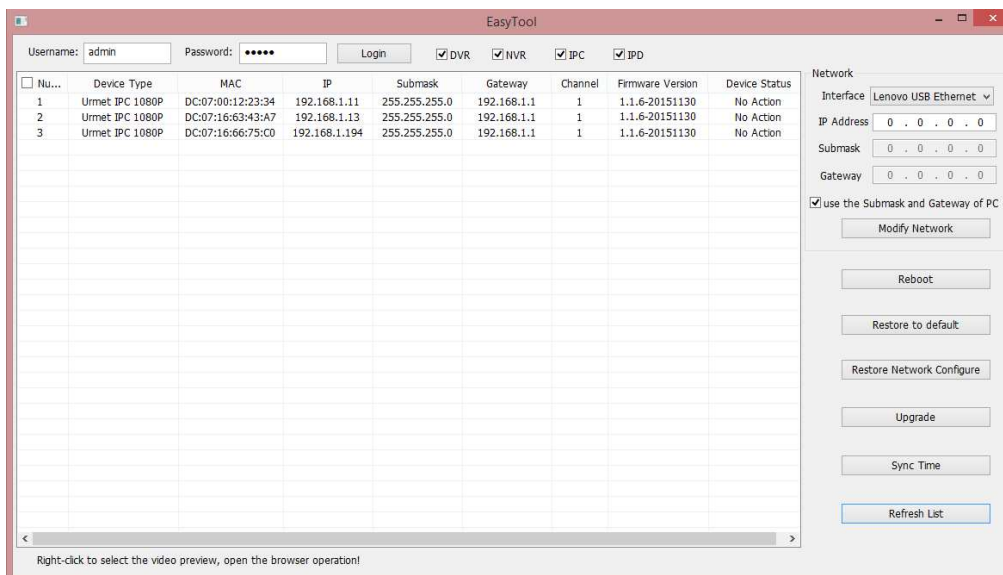 EasyTool
Username: admin Password: ●●●●● Login DVR NVR IPC IPD
Nu... Device Type MAC IP Submask Gateway Channel Firmware Version Device Status
1 Urmet IPC 1080P DC:07:00:12:23:34 192.168.1.11 255.255.255.0 192.168.1.1 1 1.1.6-20151130 No Action
2 Urmet IPC 1080P DC:07:16:63:43:A7 192.168.1.13 255.255.255.0 192.168.1.1 1 1.1.6-20151130 No Action
3 Urmet IPC 1080P DC:07:16:66:75:C0 192.168.1.194 255.255.255.0 192.168.1.1 1 1.1.6-20151130 No Action
Network
Interface Lenovo USB Ethernet
IP Address 0 . 0 . 0 . 0
Submask 0 . 0 . 0 . 0
Gateway 0 . 0 . 0 . 0
use the Submask and Gateway of PC
Modify Network
Reboot
Restore to default
Restore Network Configure
Upgrade
Sync Time
Refresh List
Right-click to select the video preview, open the browser operation!